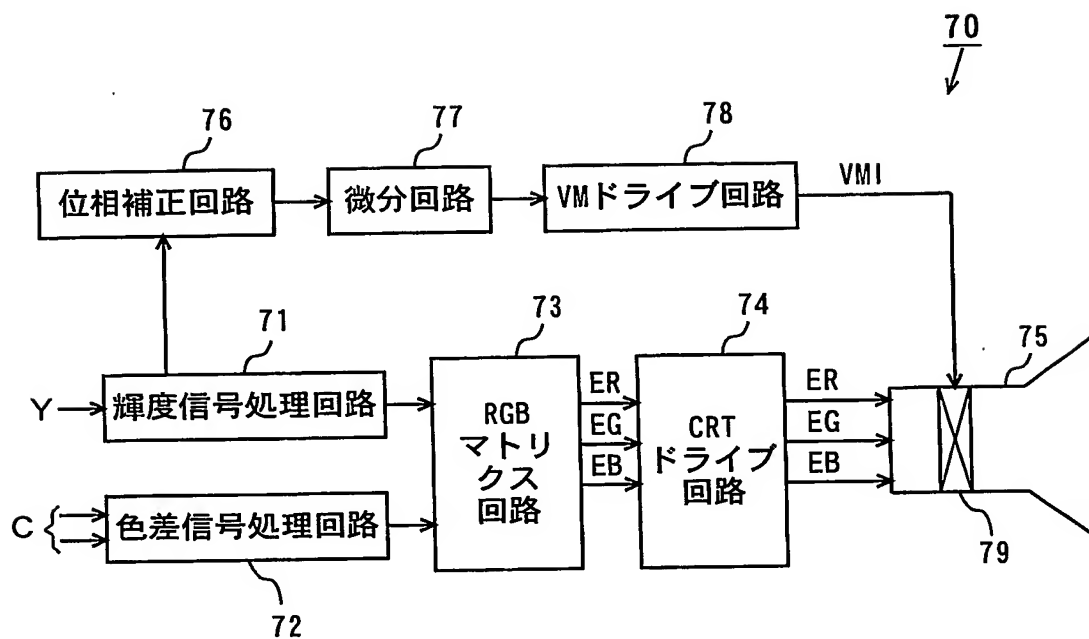 70
76
77
78
位相補正回路
微分回路
VMドライブ回路
VMI
71
73
74
75
Y
輝度信号処理回路
RGB
マトリ
クス
回路
ER
EG
EB
CRT
ドライブ
回路
ER
EG
EB
C
色差信号処理回路
72
79